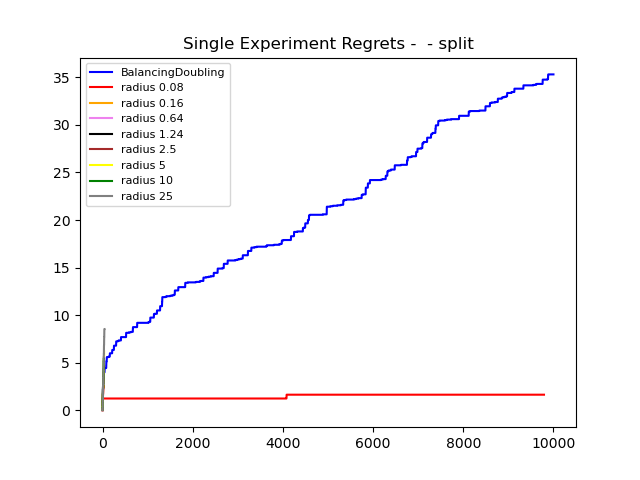 Single Experiment Regrets -  - split
BalancingDoubling
radius 0.08
radius 0.16
radius 0.64
radius 1.24
radius 2.5
radius 5
radius 10
radius 25
35
30
25
20
15
10
5
0
0 2000 4000 6000 8000 10000